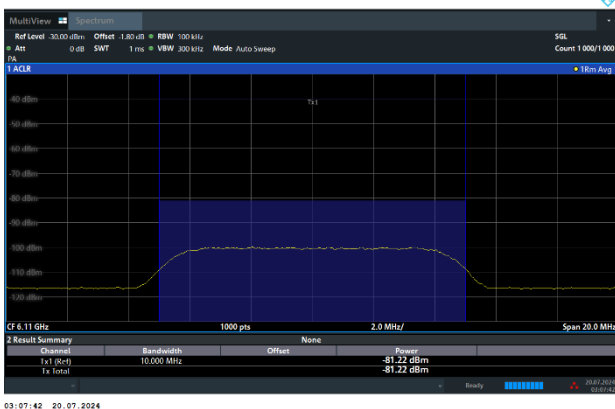 MultiView Spectrum
Ref Level -30.00 dBm Offset -1.80 dB RBW 100 kHz SGL
Att 0 dB SWT 1 ms VBW 300 kHz Mode Auto Sweep Count 1 000/1 000
PA
1 ACLR 1Rm Avg
-40 dBm
Tx1
-50 dBm
-60 dBm
-70 dBm
-80 dBm
-90 dBm
-100 dBm
-110 dBm
-120 dBm
CF 6.11 GHz 1000 pts 2.0 MHz/ Span 20.0 MHz
2 Result Summary None
Channel Bandwidth Offset Power
Tx1 (Ref) 10.000 MHz -81.22 dBm
Tx Total -81.22 dBm
Ready 20.07.2024
03:07:42
03:07:42 20.07.2024